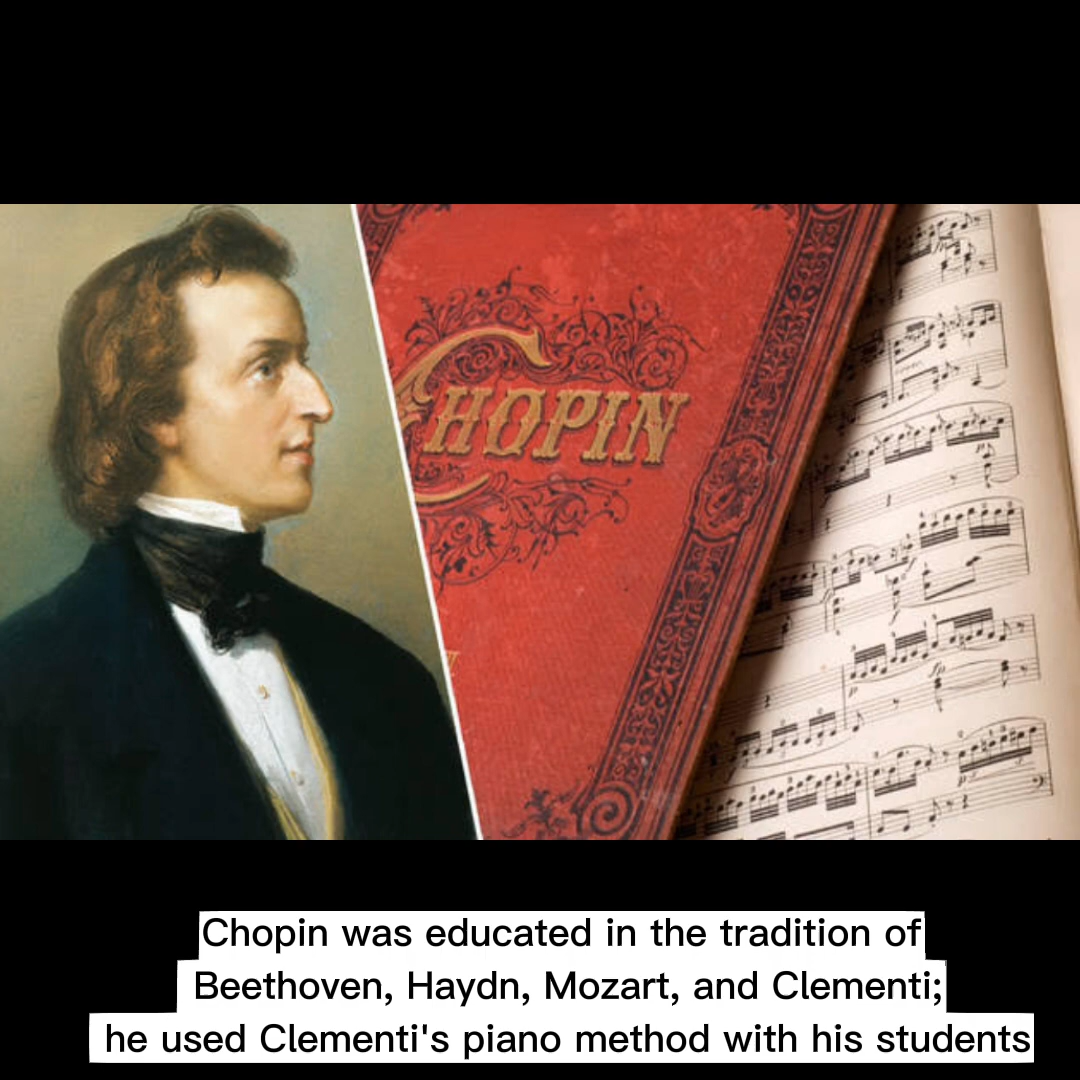 CHOPIN
Chopin was educated in the tradition of
Beethoven, Haydn, Mozart, and Clementi;
he used Clementi's piano method with his students